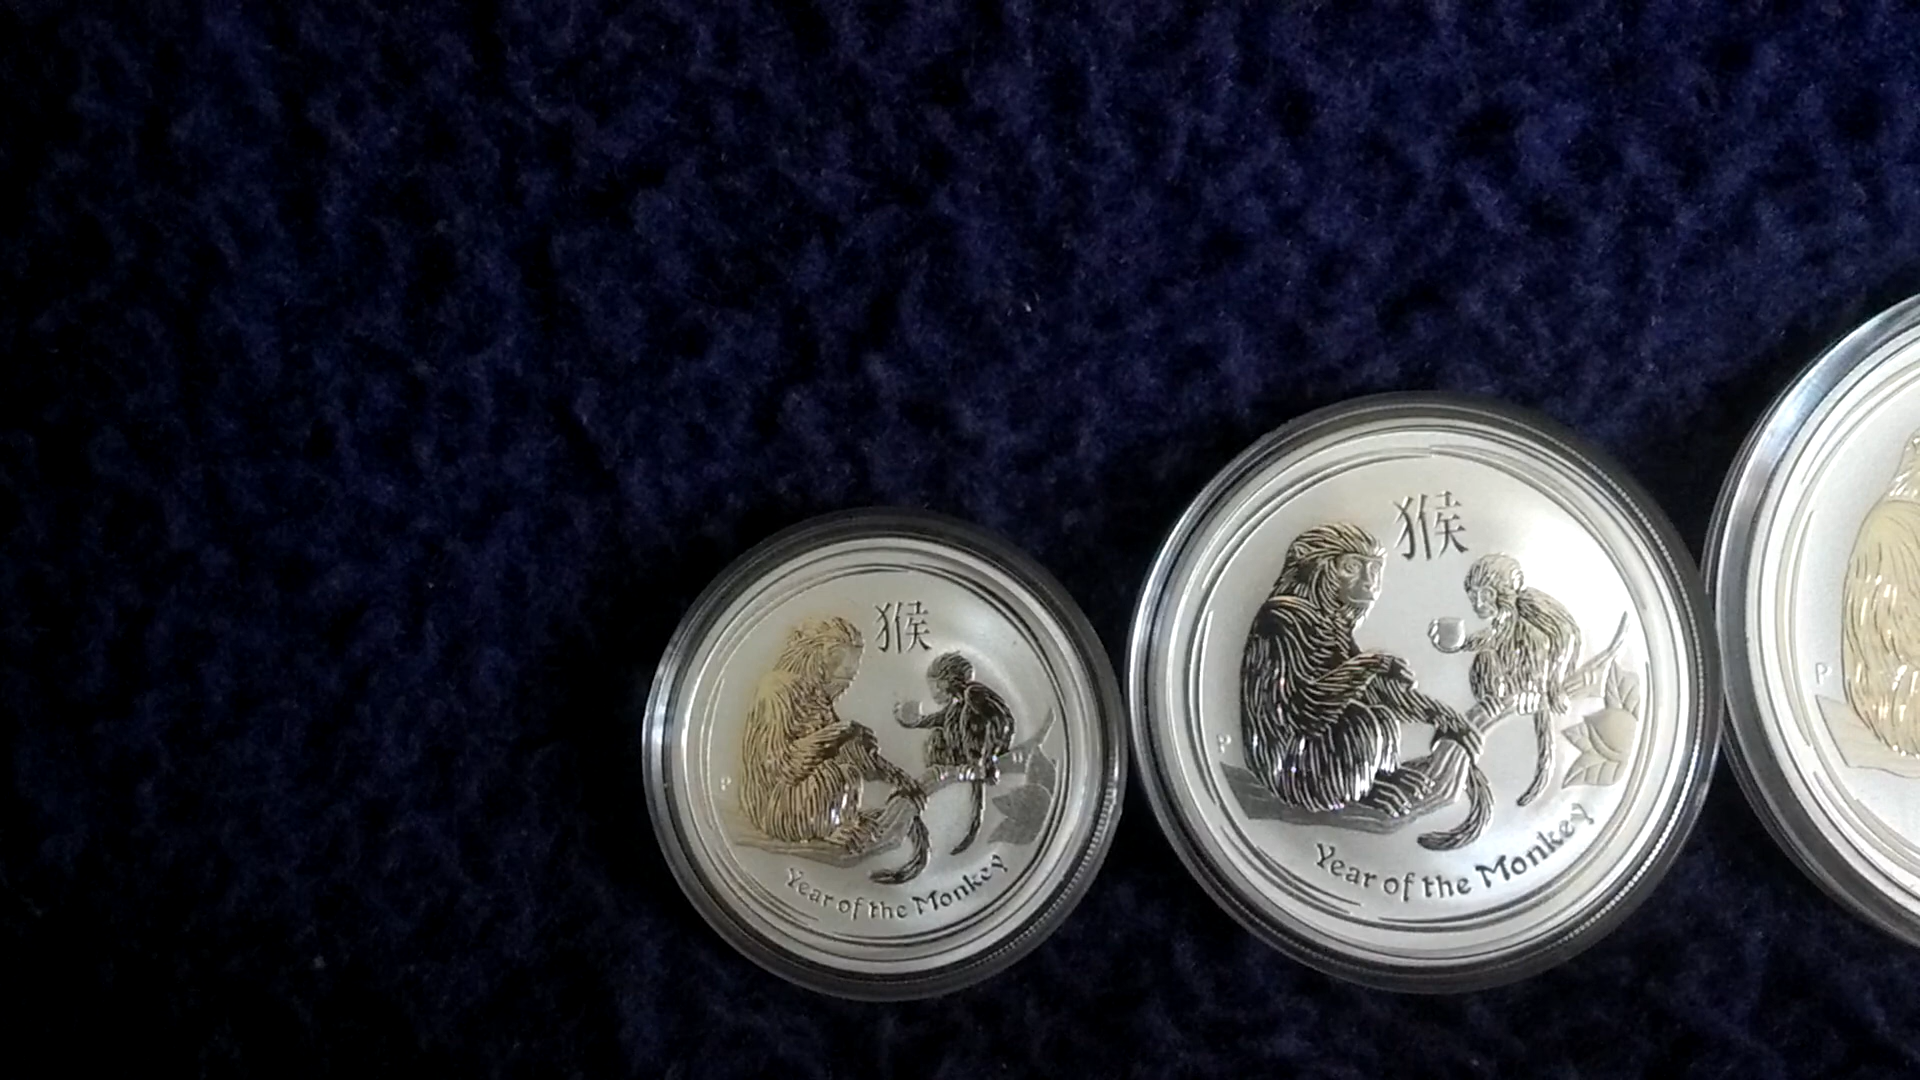 猴
P
Year of the Monkey
猴
P
Year of the Monkey
P